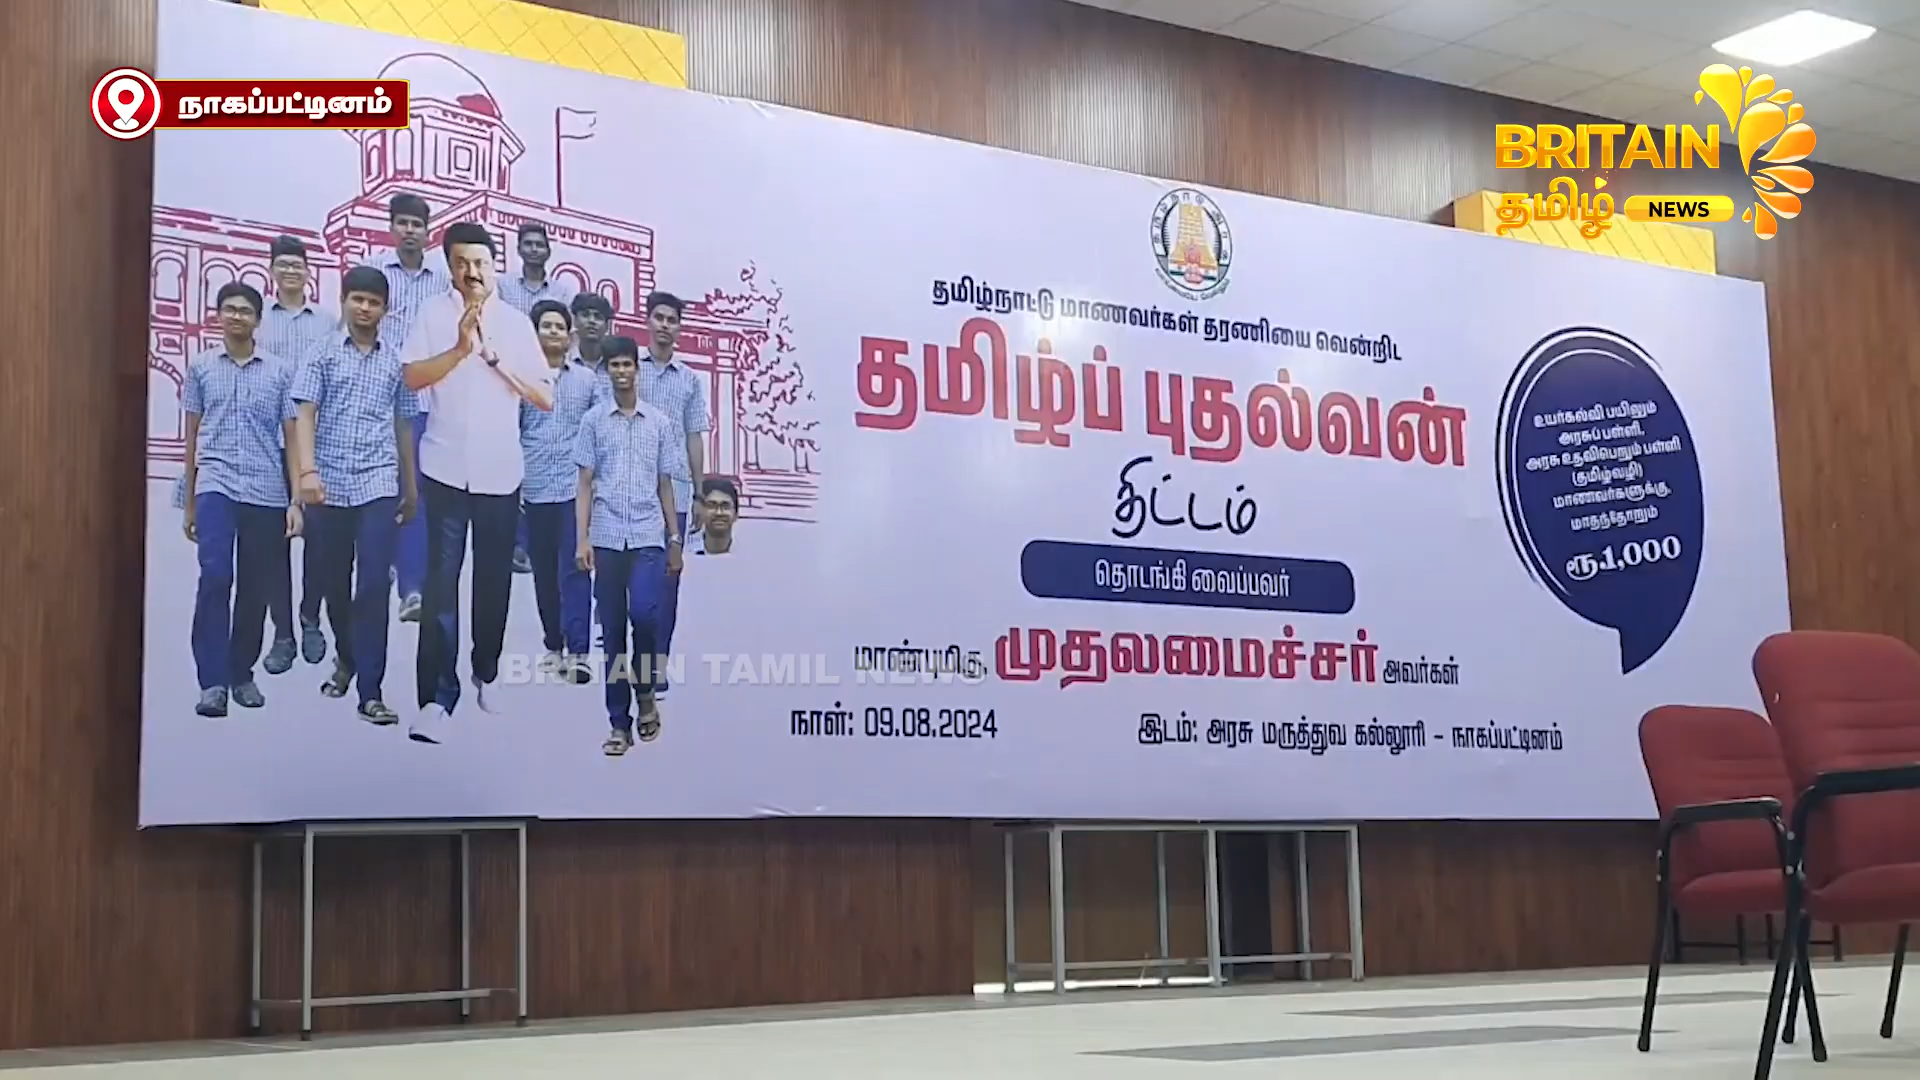 நாகப்பட்டினம்
BRITAIN
தமிழ்
NEWS
தமிழ்நாட்டு மாணவர்கள் தரணியை வென்றிட
தமிழ்ப் புதல்வன்
திட்டம்
தொடங்கி வைப்பவர்
மாண்புமிகு. முதலமைச்சர் அவர்கள்
BRITAIN TAMIL NEWS
நாள்: 09.08.2024
இடம்: அரசு மருத்துவ கல்லூரி - நாகப்பட்டினம்
உயர்கல்வி பயிலும்
அரசுப் பள்ளி,
அரசு உதவிபெறும் பள்ளி
(தமிழ்வழி)
மாணவர்களுக்கு,
மாதந்தோறும்
ரூ.1,000